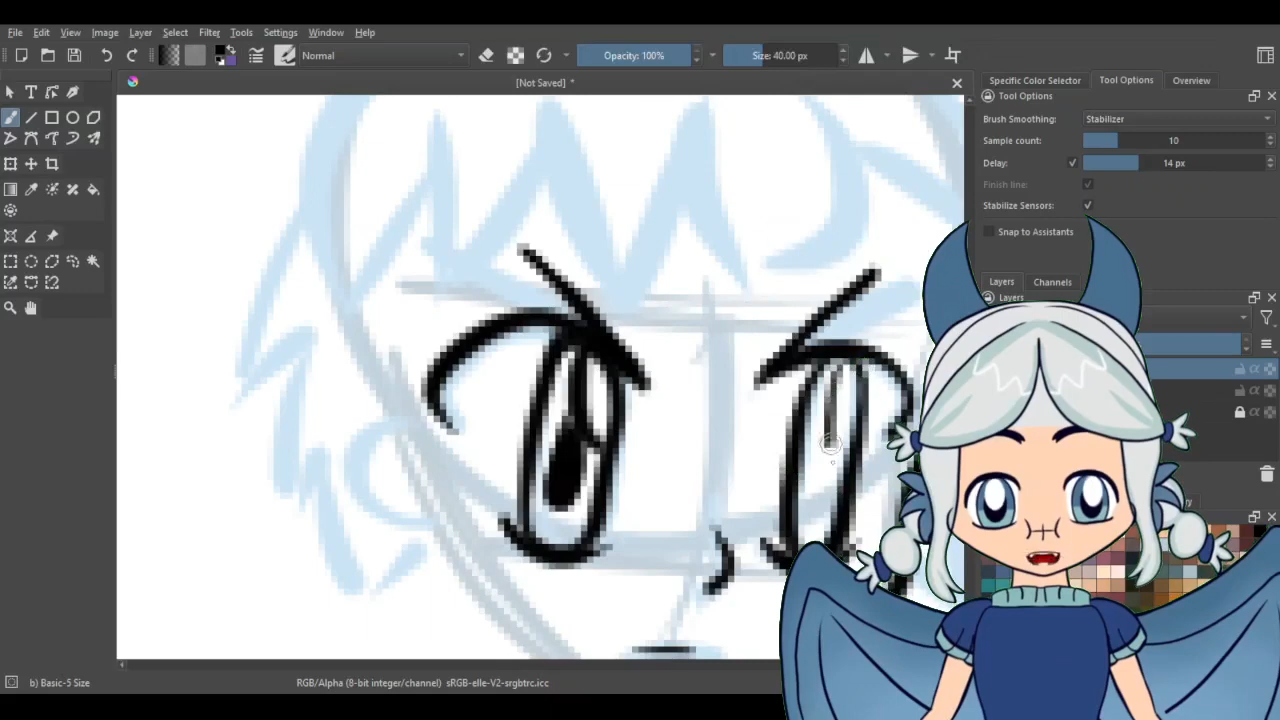 File Edit View Image Layer Select Filter Tools Settings Window Help
Normal Opacity: 100% Size: 40.00 px
[Not Saved] *
Specific Color Selector Tool Options Overview
Tool Options
Brush Smoothing: Stabilizer
Sample count: 10
Delay: 14 px
Finish line:
Stabilize Sensors:
Snap to Assistants
Layers Channels
Layers
b) Basic-5 Size RGB/Alpha (8-bit integer/channel) sRGB-elle-V2-srgbtrc.icc